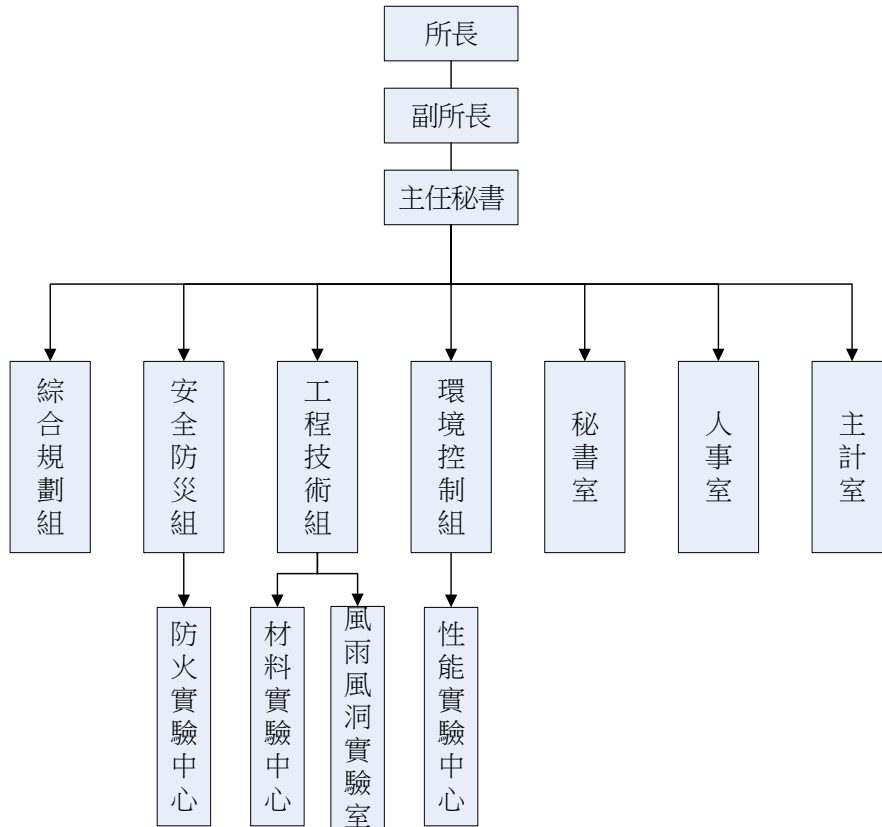 所長
副所長
主任秘書
綜合規劃組
安全防災組
工程技術組
環境控制組
秘書室
人事室
主計室
防火實驗中心
材料實驗中心
風雨風洞實驗室
性能實驗中心